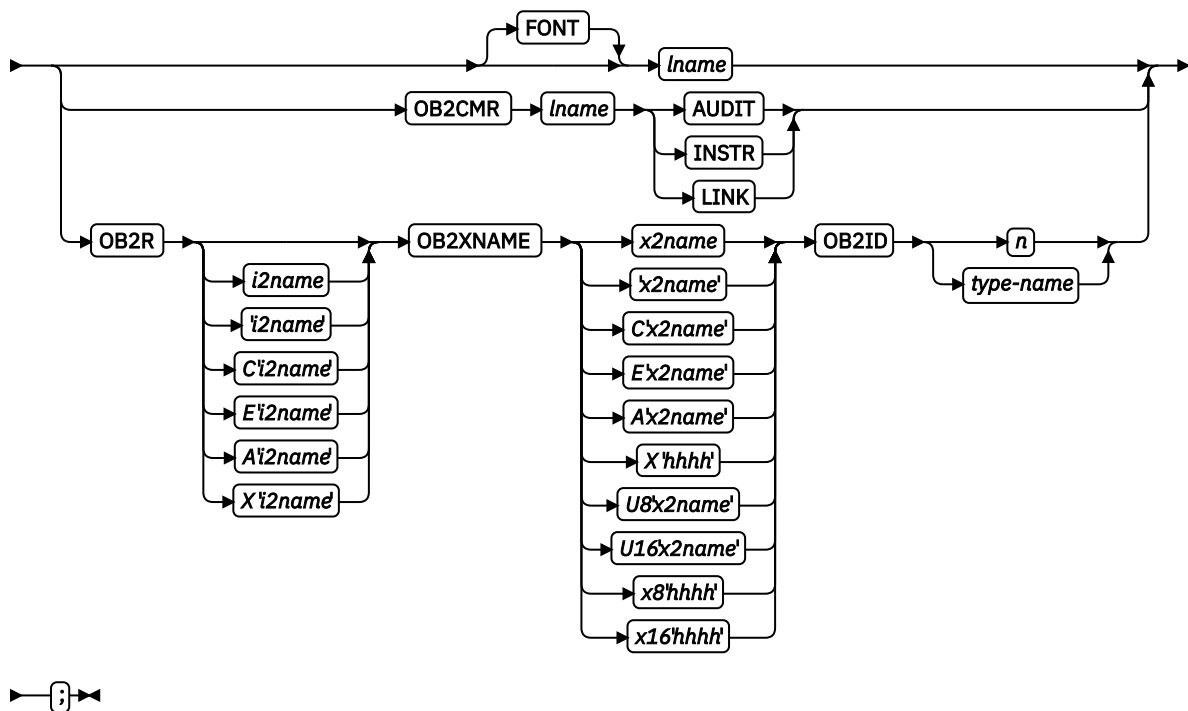 FONT
lname
OB2CMR lname AUDIT
INSTR
LINK
OB2R OB2XNAME x2name OB2ID n
i2name 'x2name' type-name
'i2name' C'x2name'
C'i2name' E'x2name'
E'i2name' A'x2name'
A'i2name' X'hhhh'
X'i2name' U8'x2name'
U16'x2name'
x8'hhhh'
x16'hhhh'
;